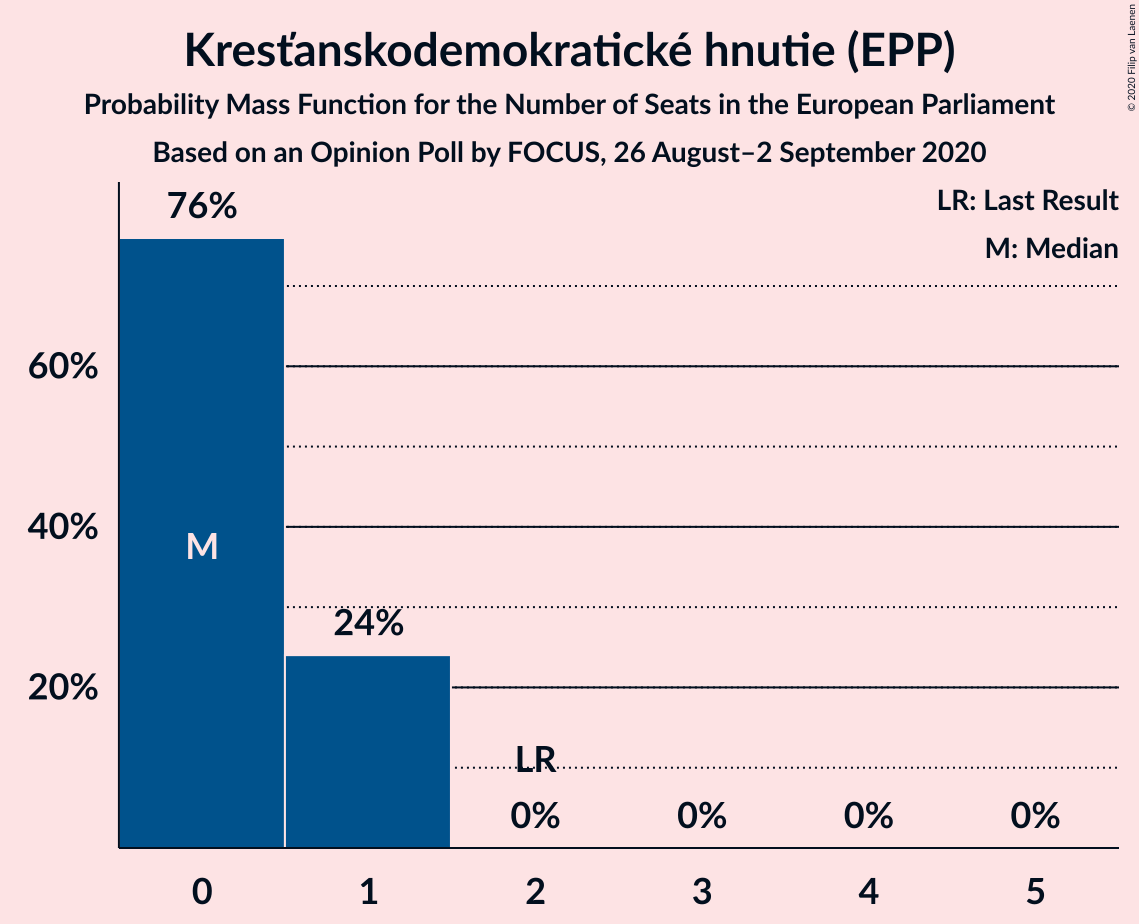 Kresťanskodemokratické hnutie (EPP)
Probability Mass Function for the Number of Seats in the European Parliament
Based on an Opinion Poll by FOCUS, 26 August–2 September 2020
© 2020 Filip van Laenen
LR: Last Result
M: Median
76%
60%
40%
M
24%
20%
LR
0% 0% 0% 0%
0 1 2 3 4 5